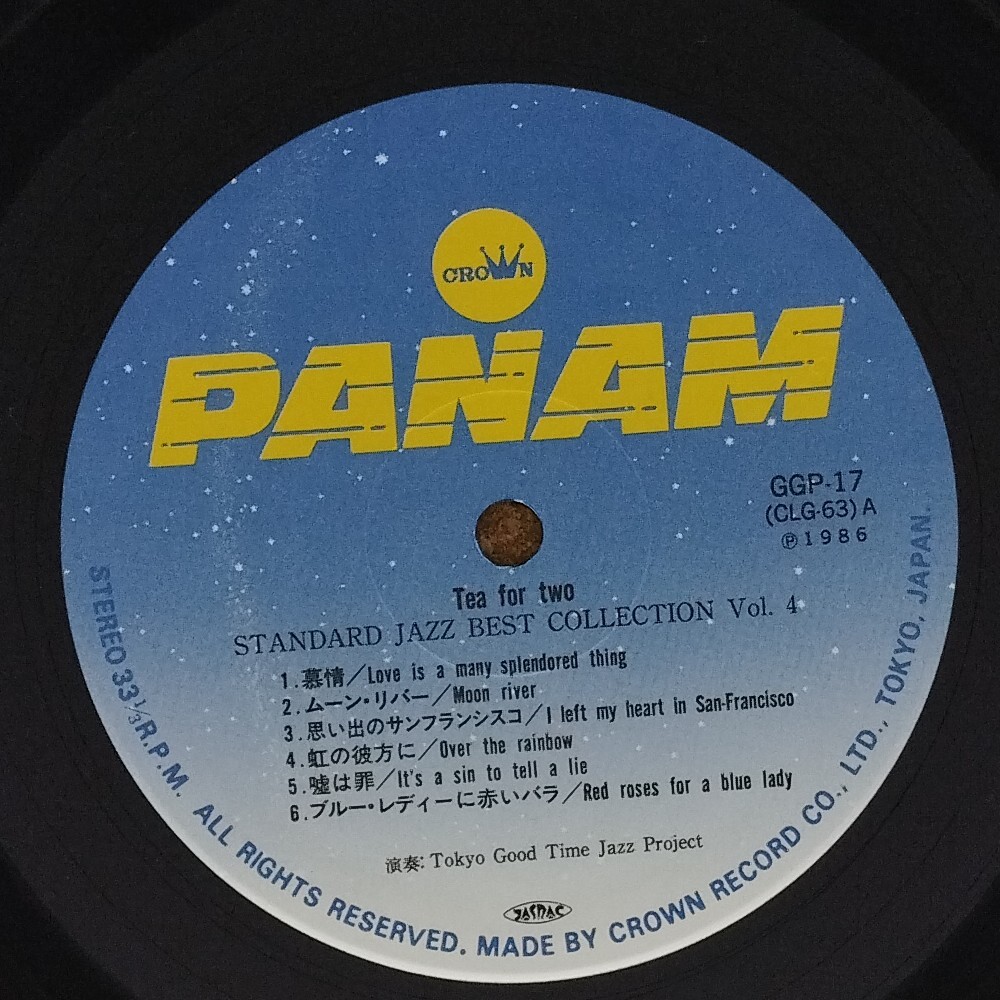 CROWN
PANAM
GGP-17
(CLG-63) A
Ⓟ1986
Tea for two
STANDARD JAZZ BEST COLLECTION Vol. 4
1.慕情/Love is a many splendored thing
2.ムーン・リバー/Moon river
3.思い出のサンフランシスコ/I left my heart in San-Francisco
4.虹の彼方に/Over the rainbow
5.嘘は罪/It's a sin to tell a lie
6.ブルー・レディーに赤いバラ/Red roses for a blue lady
演奏: Tokyo Good Time Jazz Project
JASRAC
STEREO 33 1/3 R.P.M. ALL RIGHTS RESERVED. MADE BY CROWN RECORD CO., LTD., TOKYO, JAPAN.